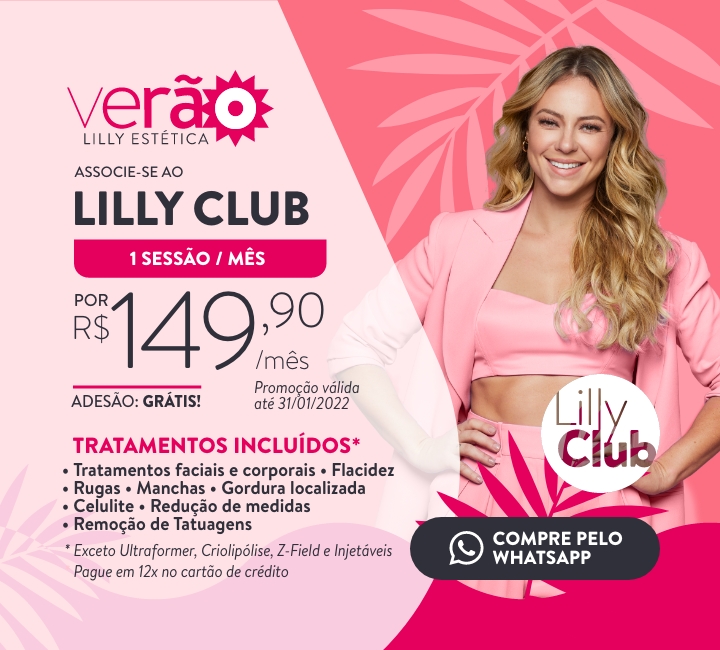 verão
LILLY ESTÉTICA
ASSOCIE-SE AO
LILLY CLUB
1 SESSÃO / MÊS
POR
R$ 149,90
/mês
ADESÃO: GRÁTIS!
Promoção válida
até 31/01/2022
TRATAMENTOS INCLUÍDOS*
• Tratamentos faciais e corporais • Flacidez
• Rugas • Manchas • Gordura localizada
• Celulite • Redução de medidas
• Remoção de Tatuagens
* Exceto Ultraformer, Criolipólise, Z-Field e Injetáveis
Pague em 12x no cartão de crédito
Lilly
Club
COMPRE PELO
WHATSAPP